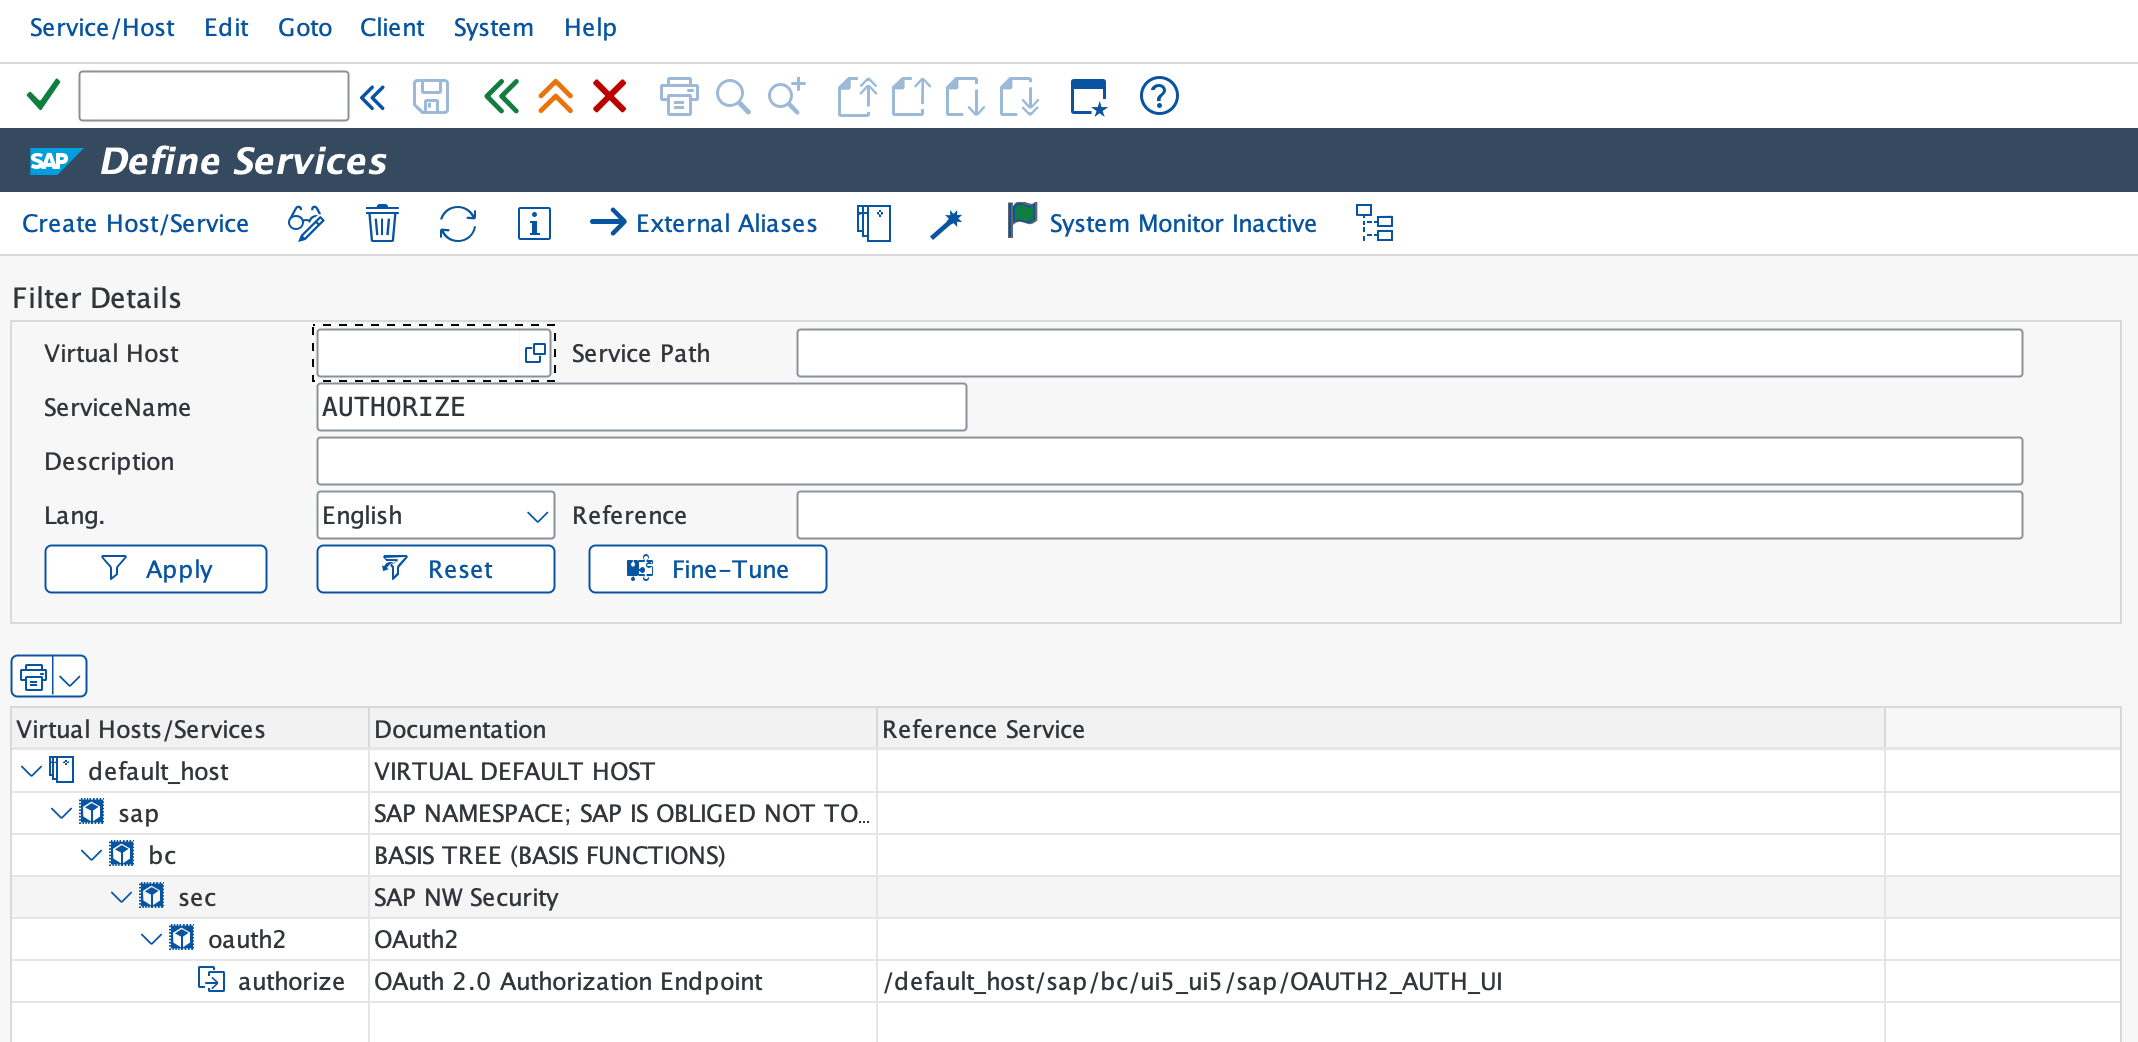 Service/Host Edit Goto Client System Help
SAP Define Services
Create Host/Service External Aliases System Monitor Inactive
Filter Details
Virtual Host Service Path
ServiceName AUTHORIZE
Description
Lang. English Reference
Apply Reset Fine-Tune
Virtual Hosts/Services Documentation Reference Service
default_host VIRTUAL DEFAULT HOST
sap SAP NAMESPACE; SAP IS OBLIGED NOT TO...
bc BASIS TREE (BASIS FUNCTIONS)
sec SAP NW Security
oauth2 OAuth2
authorize OAuth 2.0 Authorization Endpoint /default_host/sap/bc/ui5_ui5/sap/OAUTH2_AUTH_UI